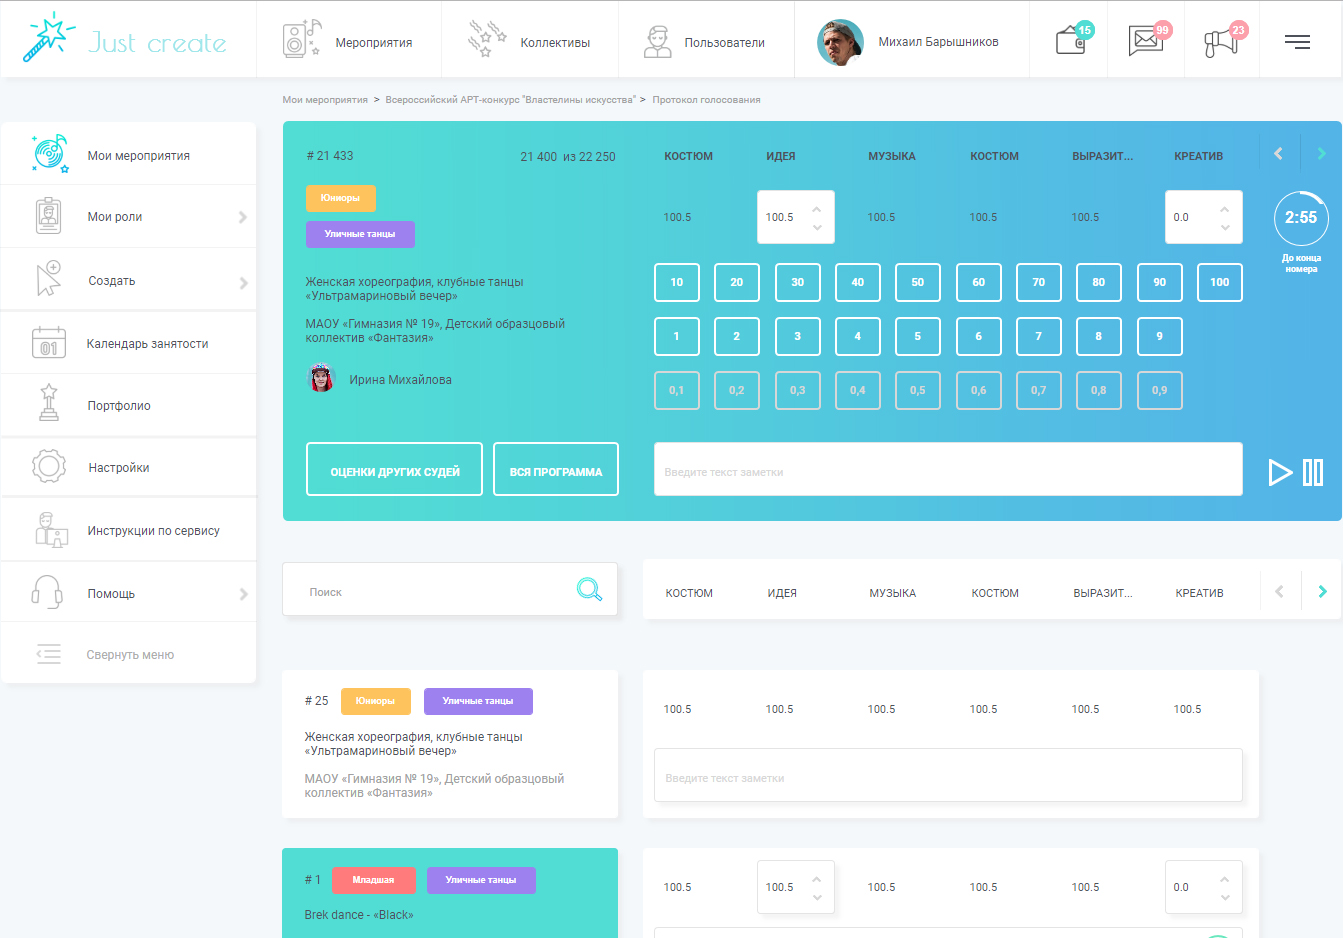 Just create
Мероприятия
Коллективы
Пользователи
Михаил Барышников
15
99
23
Мои мероприятия > Всероссийский АРТ-конкурс "Властелины искусства" > Протокол голосования
Мои мероприятия
Мои роли
Создать
01
Календарь занятости
Портфолио
Настройки
Инструкции по сервису
Помощь
Свернуть меню
# 21 433
21 400 из 22 250
КОСТЮМ ИДЕЯ МУЗЫКА КОСТЮМ ВЫРАЗИТ... КРЕАТИВ
Юниоры
Уличные танцы
100.5 100.5 100.5 100.5 100.5 0.0
2:55
До конца
номера
Женская хореография, клубные танцы
«Ультрамариновый вечер»
МАОУ «Гимназия № 19», Детский образцовый
коллектив «Фантазия»
Ирина Михайлова
10 20 30 40 50 60 70 80 90 100
1 2 3 4 5 6 7 8 9
0,1 0,2 0,3 0,4 0,5 0,6 0,7 0,8 0,9
ОЦЕНКИ ДРУГИХ СУДЕЙ
ВСЯ ПРОГРАММА
Введите текст заметки
Поиск
КОСТЮМ ИДЕЯ МУЗЫКА КОСТЮМ ВЫРАЗИТ... КРЕАТИВ
# 25 Юниоры Уличные танцы
Женская хореография, клубные танцы
«Ультрамариновый вечер»
МАОУ «Гимназия № 19», Детский образцовый
коллектив «Фантазия»
100.5 100.5 100.5 100.5 100.5 100.5
Введите текст заметки
# 1 Младшая Уличные танцы
Brek dance - «Black»
100.5 100.5 100.5 100.5 100.5 0.0